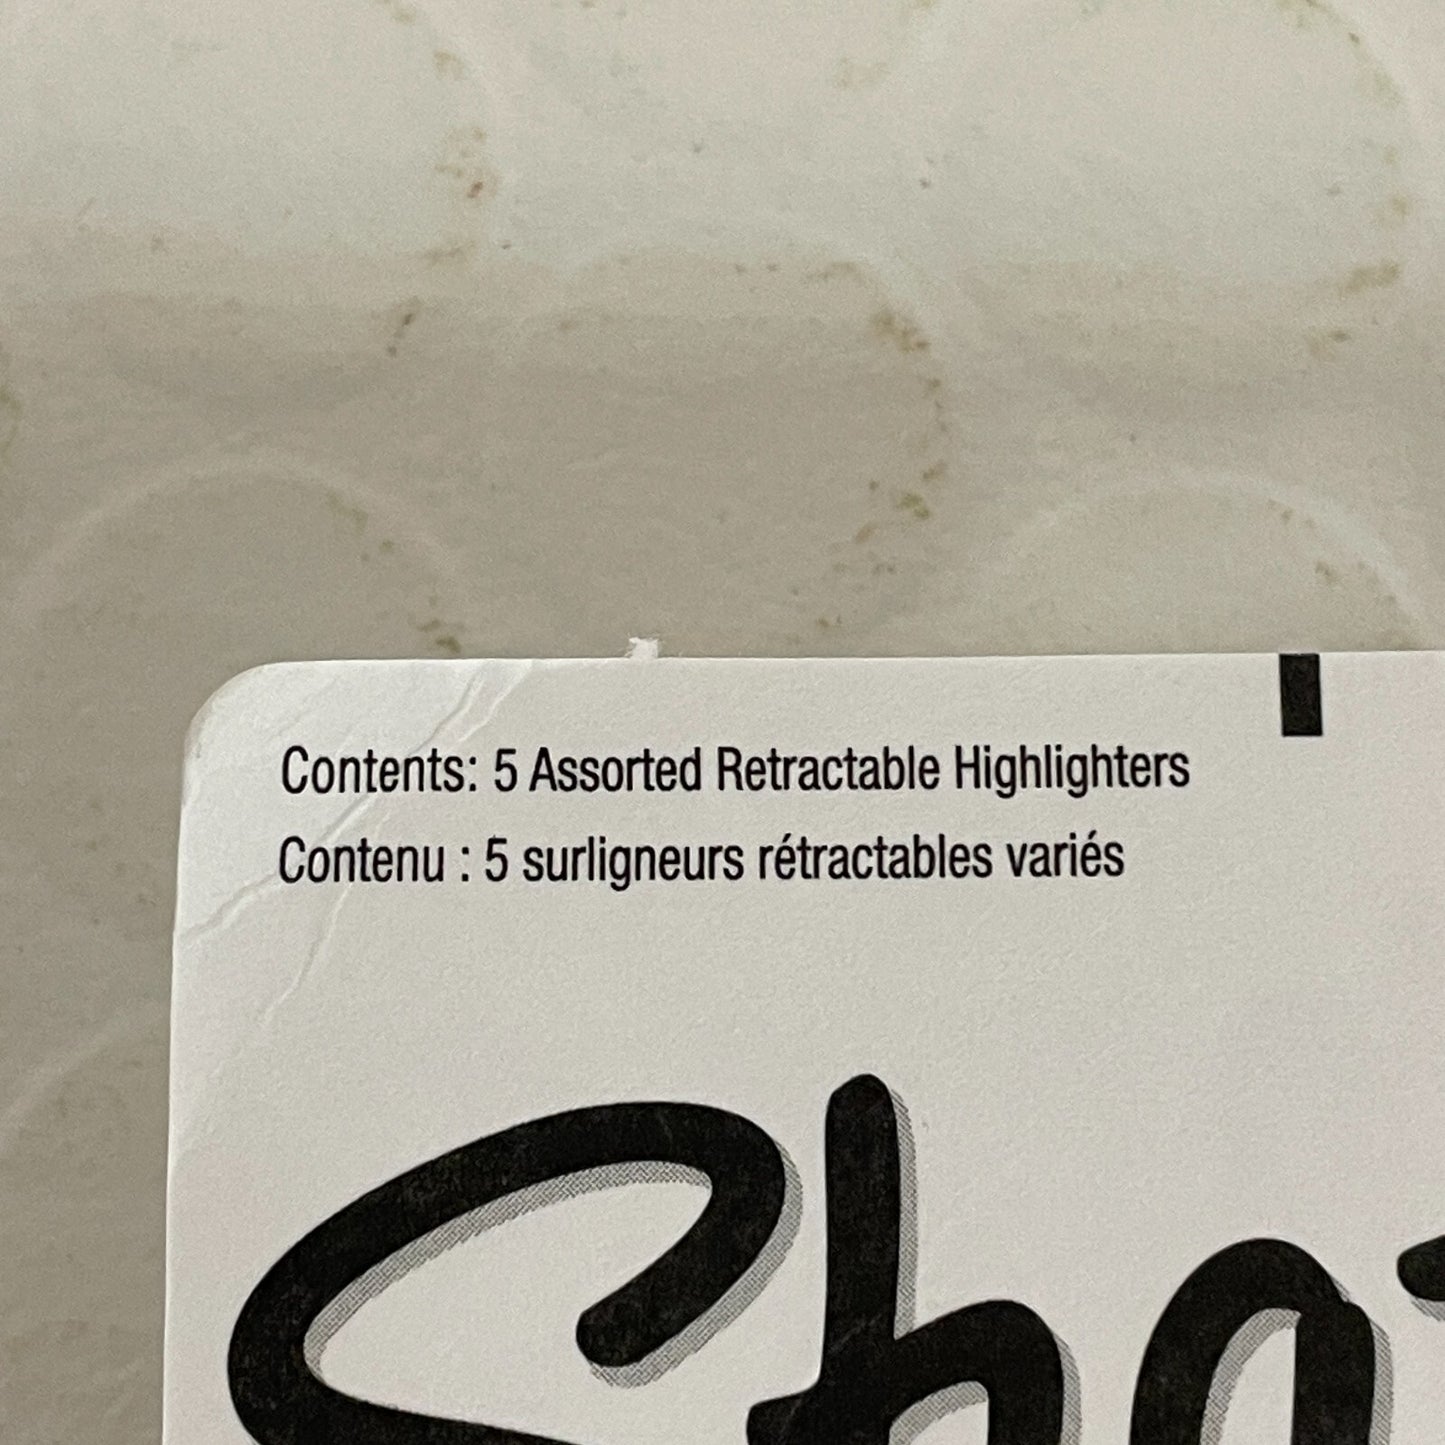 Contents: 5 Assorted Retractable Highlighters
Contenu : 5 surligneurs rétractables variés